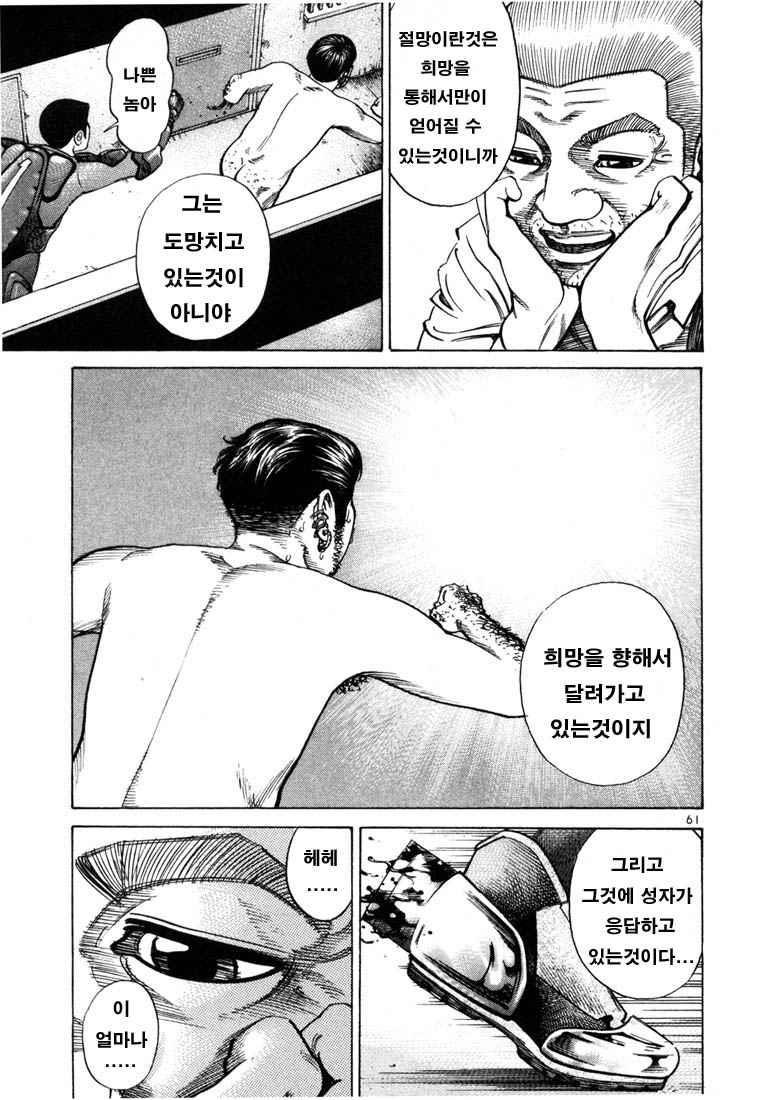 절망이란것은
희망을
통해서만이
얻어질 수
있는것이니까
나쁜
놈아
그는
도망치고
있는것이
아니야
희망을 향해서
달려가고
있는것이지
61
그리고
그것에 성자가
응답하고
있는것이다...
헤헤
.....
이
얼마나
.....